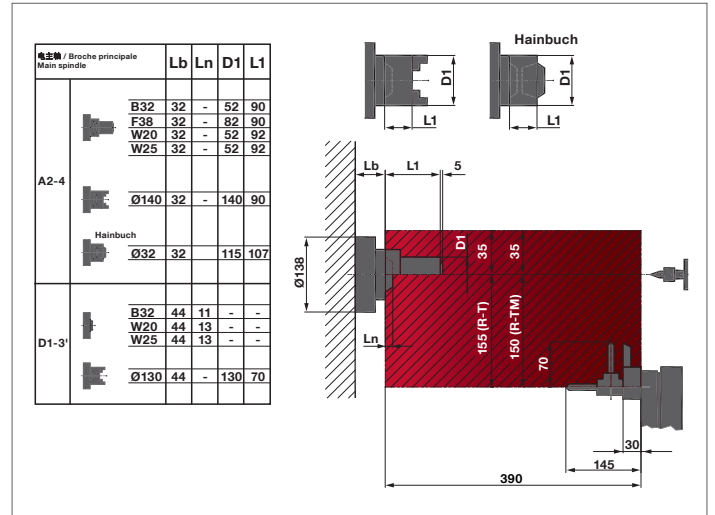 电主轴 / Broche principale
Main spindle
Lb Ln D1 L1
A2-4
B32 32 - 52 90
F38 32 - 82 90
W20 32 - 52 92
W25 32 - 52 92
Ø140 32 - 140 90
Hainbuch
Ø32 32 115 107
D1-3'
B32 44 11 - -
W20 44 13 - -
W25 44 13 - -
Ø130 44 - 130 70
Hainbuch
D1
L1
D1
L1
Lb
L1
5
Ø138
D1
35
35
Ln
155 (R-T)
150 (R-TM)
70
30
145
390